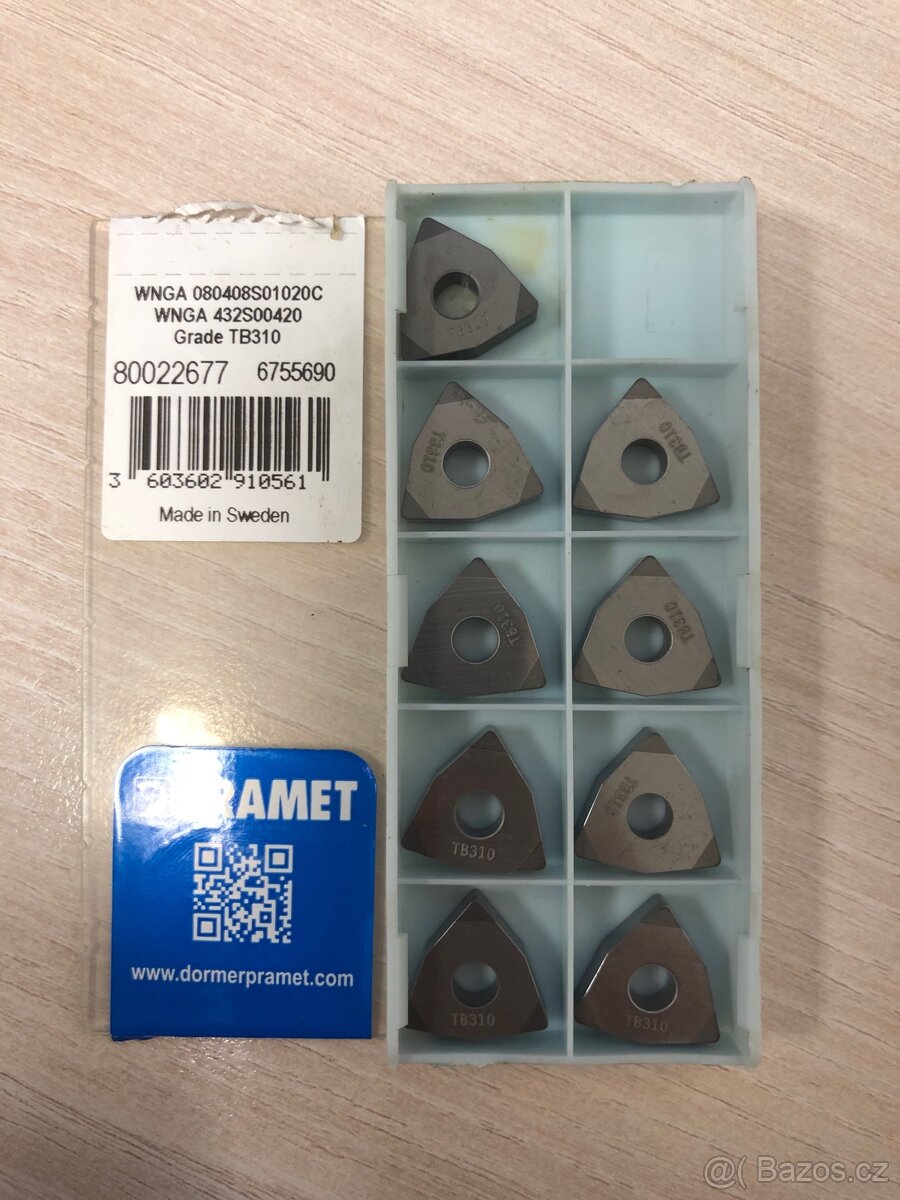 WNGA 080408S01020C
WNGA 432S00420
Grade TB310
80022677 6755690
3 603602 910561
Made in Sweden
PRAMET
www.dormerpramet.com
TB310
TB310
TB310
TB310
TB310
TB310
TB310
TB310
@( Bazos.cz